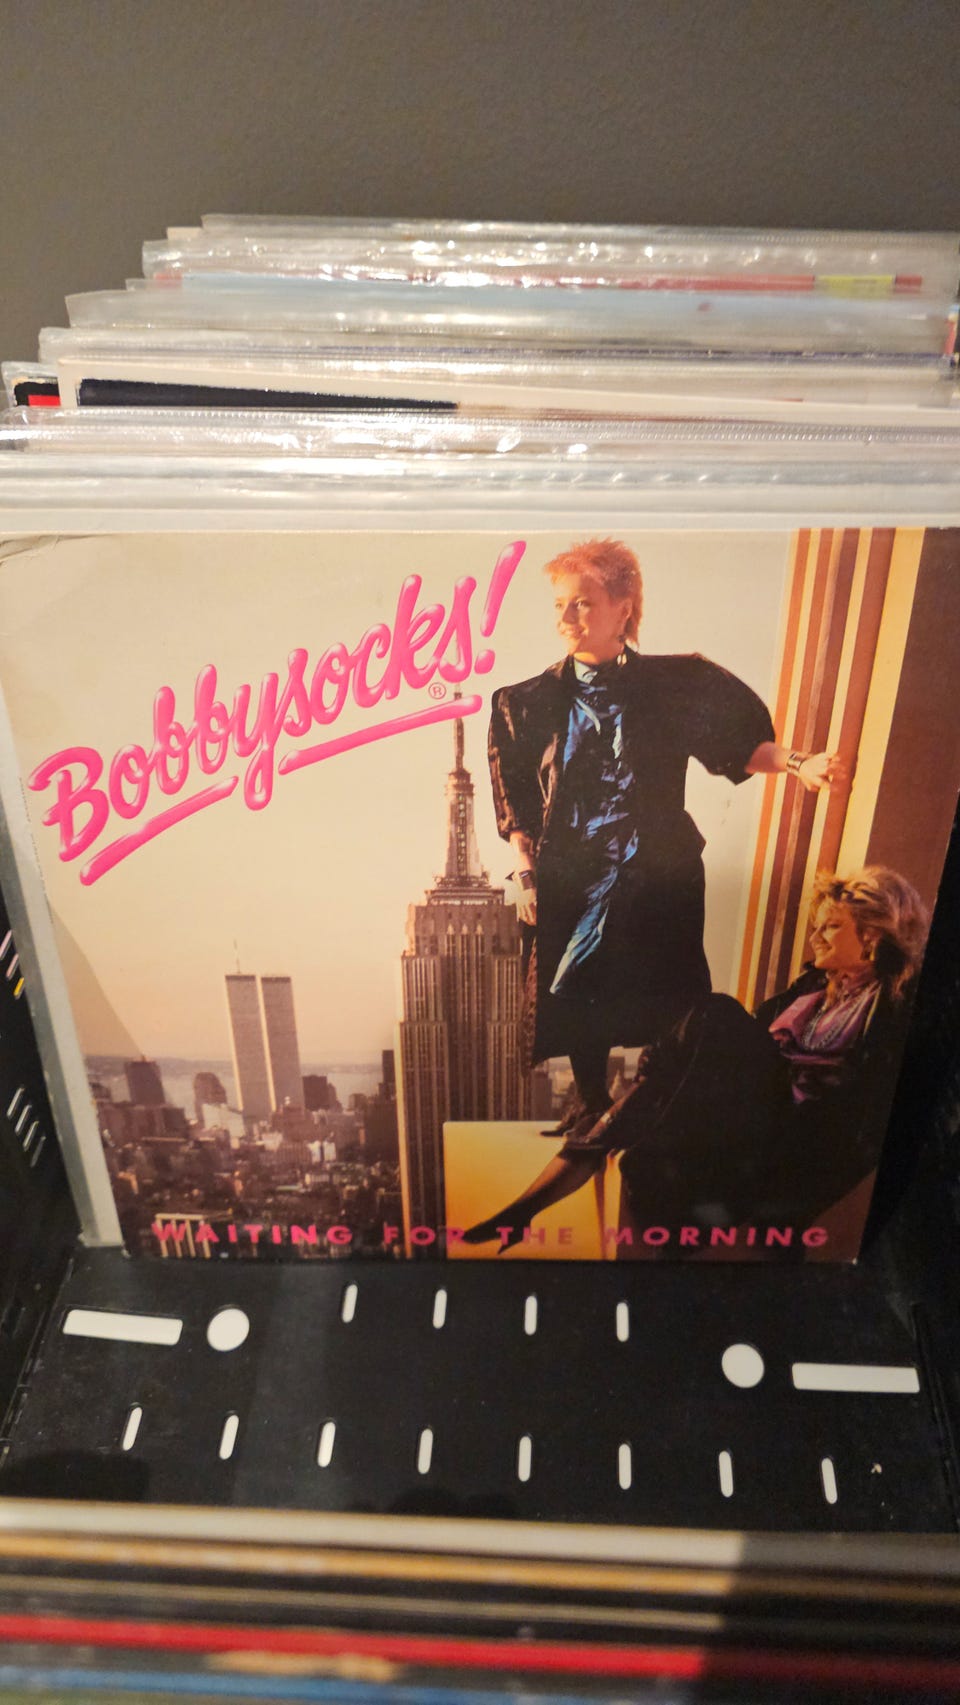 Bobbysocks!
®
WAITING FOR THE MORNING